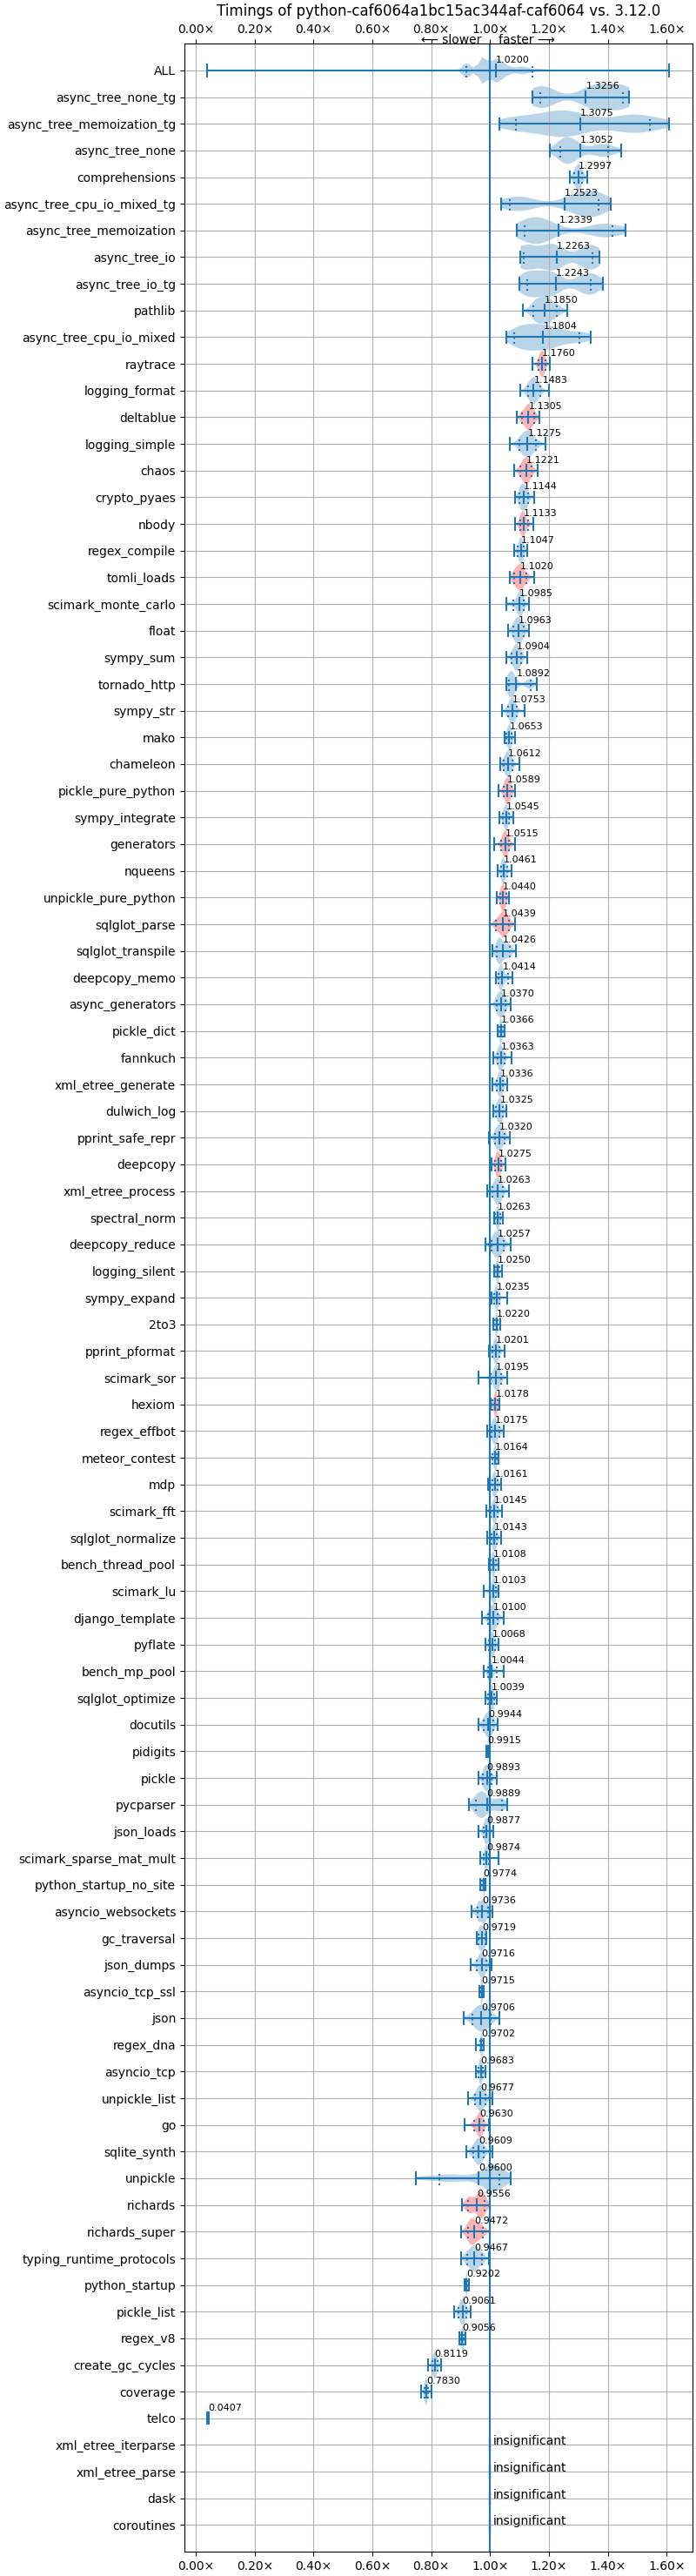 Timings of python-caf6064a1bc15ac344af-caf6064 vs. 3.12.0
0.00× 0.20× 0.40× 0.60× 0.80× 1.00× 1.20× 1.40× 1.60×
⟵ slower faster ⟶
ALL 1.0200
async_tree_none_tg 1.3256
async_tree_memoization_tg 1.3075
async_tree_none 1.3052
comprehensions 1.2997
async_tree_cpu_io_mixed_tg 1.2523
async_tree_memoization 1.2339
async_tree_io 1.2263
async_tree_io_tg 1.2243
pathlib 1.1850
async_tree_cpu_io_mixed 1.1804
raytrace 1.1760
logging_format 1.1483
deltablue 1.1305
logging_simple 1.1275
chaos 1.1221
crypto_pyaes 1.1144
nbody 1.1133
regex_compile 1.1047
tomli_loads 1.1020
scimark_monte_carlo 1.0985
float 1.0963
sympy_sum 1.0904
tornado_http 1.0892
sympy_str 1.0753
mako 1.0653
chameleon 1.0612
pickle_pure_python 1.0589
sympy_integrate 1.0545
generators 1.0515
nqueens 1.0461
unpickle_pure_python 1.0440
sqlglot_parse 1.0439
sqlglot_transpile 1.0426
deepcopy_memo 1.0414
async_generators 1.0370
pickle_dict 1.0366
fannkuch 1.0363
xml_etree_generate 1.0336
dulwich_log 1.0325
pprint_safe_repr 1.0320
deepcopy 1.0275
xml_etree_process 1.0263
spectral_norm 1.0263
deepcopy_reduce 1.0257
logging_silent 1.0250
sympy_expand 1.0235
2to3 1.0220
pprint_pformat 1.0201
scimark_sor 1.0195
hexiom 1.0178
regex_effbot 1.0175
meteor_contest 1.0164
mdp 1.0161
scimark_fft 1.0145
sqlglot_normalize 1.0143
bench_thread_pool 1.0108
scimark_lu 1.0103
django_template 1.0100
pyflate 1.0068
bench_mp_pool 1.0044
sqlglot_optimize 1.0039
docutils 0.9944
pidigits 0.9915
pickle 0.9893
pycparser 0.9889
json_loads 0.9877
scimark_sparse_mat_mult 0.9874
python_startup_no_site 0.9774
asyncio_websockets 0.9736
gc_traversal 0.9719
json_dumps 0.9716
asyncio_tcp_ssl 0.9715
json 0.9706
regex_dna 0.9702
asyncio_tcp 0.9683
unpickle_list 0.9677
go 0.9630
sqlite_synth 0.9609
unpickle 0.9600
richards 0.9556
richards_super 0.9472
typing_runtime_protocols 0.9467
python_startup 0.9202
pickle_list 0.9061
regex_v8 0.9056
create_gc_cycles 0.8119
coverage 0.7830
telco 0.0407
xml_etree_iterparse insignificant
xml_etree_parse insignificant
dask insignificant
coroutines insignificant
0.00× 0.20× 0.40× 0.60× 0.80× 1.00× 1.20× 1.40× 1.60×